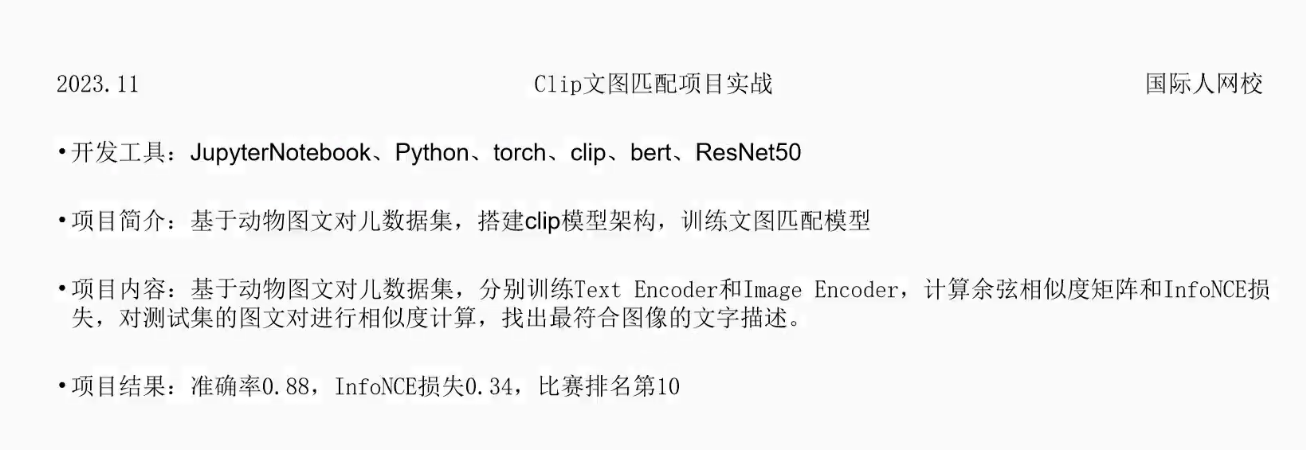 2023.11 Clip文图匹配项目实战 国际人网校
•开发工具：JupyterNotebook、Python、torch、clip、bert、ResNet50
•项目简介：基于动物图文对儿数据集，搭建clip模型架构，训练文图匹配模型
•项目内容：基于动物图文对儿数据集，分别训练Text Encoder和Image Encoder，计算余弦相似度矩阵和InfoNCE损
失，对测试集的图文对进行相似度计算，找出最符合图像的文字描述。
•项目结果：准确率0.88，InfoNCE损失0.34，比赛排名第10